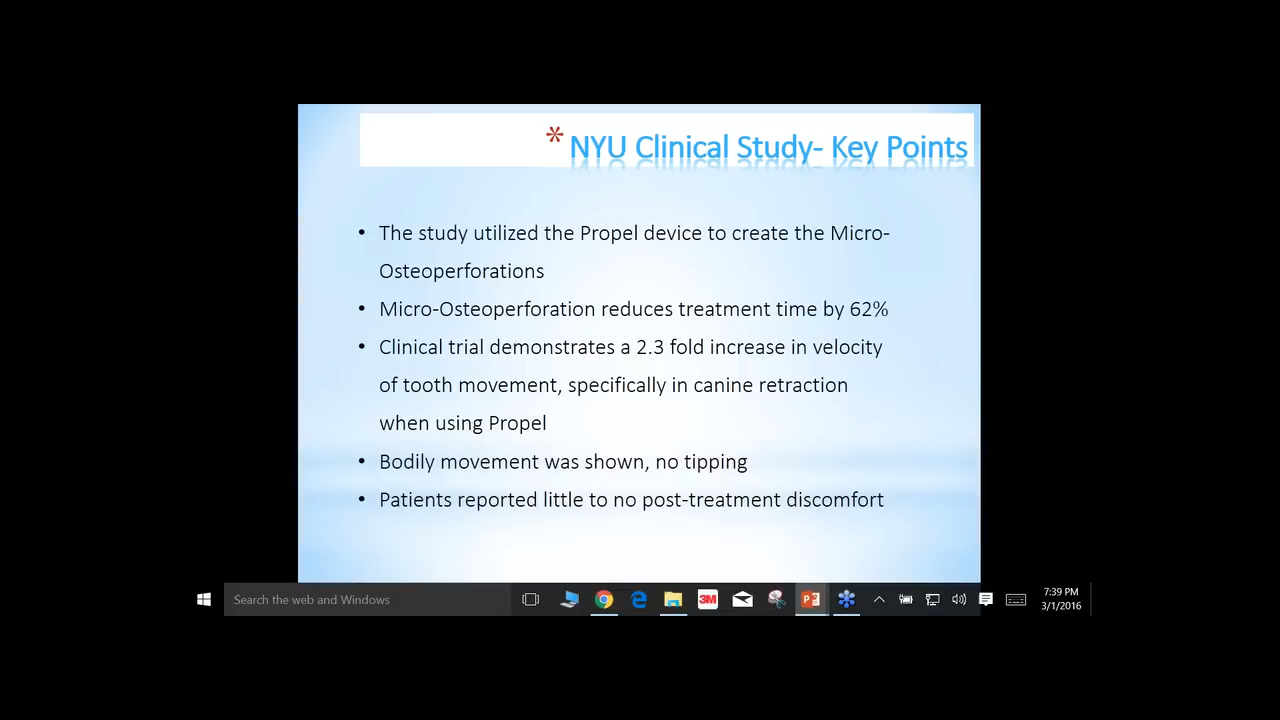 * NYU Clinical Study- Key Points
• The study utilized the Propel device to create the Micro-
Osteoperforations
• Micro-Osteoperforation reduces treatment time by 62%
• Clinical trial demonstrates a 2.3 fold increase in velocity
of tooth movement, specifically in canine retraction
when using Propel
• Bodily movement was shown, no tipping
• Patients reported little to no post-treatment discomfort
Search the web and Windows
3M
7:39 PM
3/1/2016